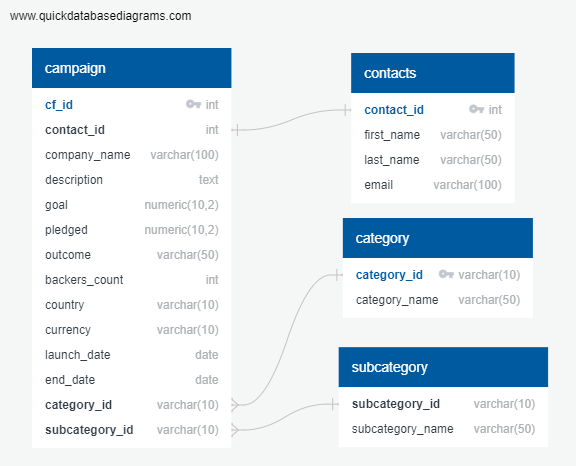 www.quickdatabasediagrams.com
campaign
cf_id int
contact_id int
company_name varchar(100)
description text
goal numeric(10,2)
pledged numeric(10,2)
outcome varchar(50)
backers_count int
country varchar(10)
currency varchar(10)
launch_date date
end_date date
category_id varchar(10)
subcategory_id varchar(10)
contacts
contact_id int
first_name varchar(50)
last_name varchar(50)
email varchar(100)
category
category_id varchar(10)
category_name varchar(50)
subcategory
subcategory_id varchar(10)
subcategory_name varchar(50)